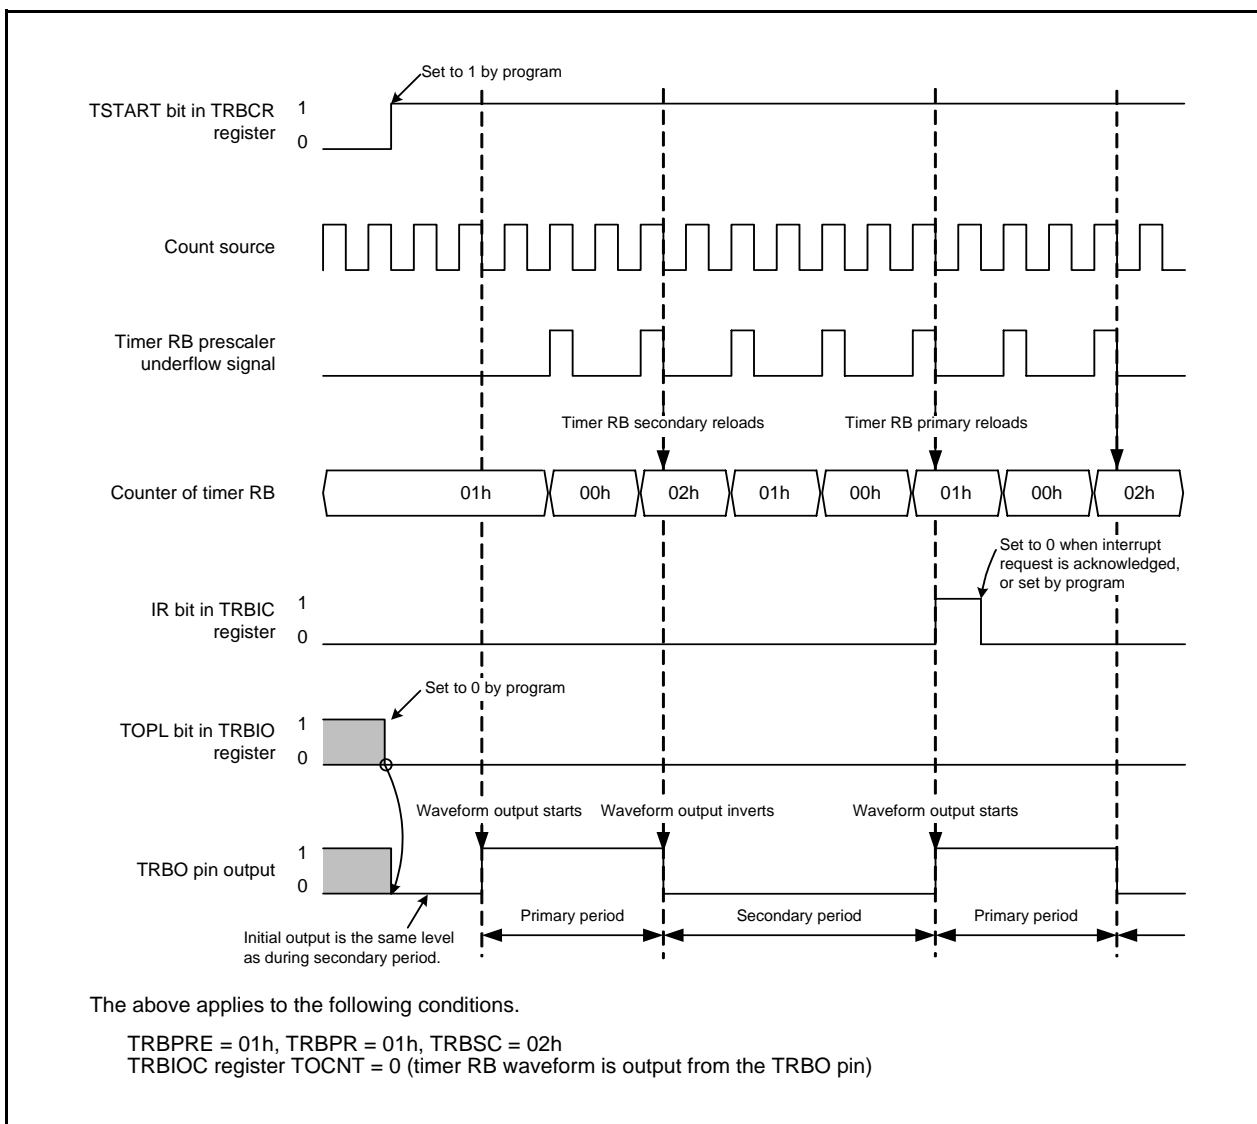 Set to 1 by program
TSTART bit in TRBCR
register
1
0
Count source
Timer RB prescaler
underflow signal
Timer RB secondary reloads
Timer RB primary reloads
Counter of timer RB
01h
00h
02h
01h
00h
01h
00h
02h
Set to 0 when interrupt
request is acknowledged,
or set by program
IR bit in TRBIC
register
1
0
Set to 0 by program
TOPL bit in TRBIO
register
1
0
Waveform output starts
Waveform output inverts
Waveform output starts
TRBO pin output
1
0
Primary period
Secondary period
Primary period
Initial output is the same level
as during secondary period.
The above applies to the following conditions.
TRBPRE = 01h, TRBPR = 01h, TRBSC = 02h
TRBIOC register TOCNT = 0 (timer RB waveform is output from the TRBO pin)